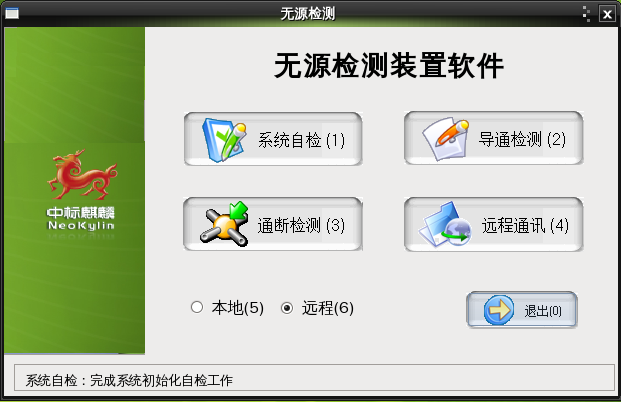 无源检测
无源检测装置软件
系统自检 (1)
导通检测 (2)
中标麒麟
NeoKylin
通断检测 (3)
远程通讯 (4)
本地(5)
远程(6)
退出(0)
系统自检：完成系统初始化自检工作